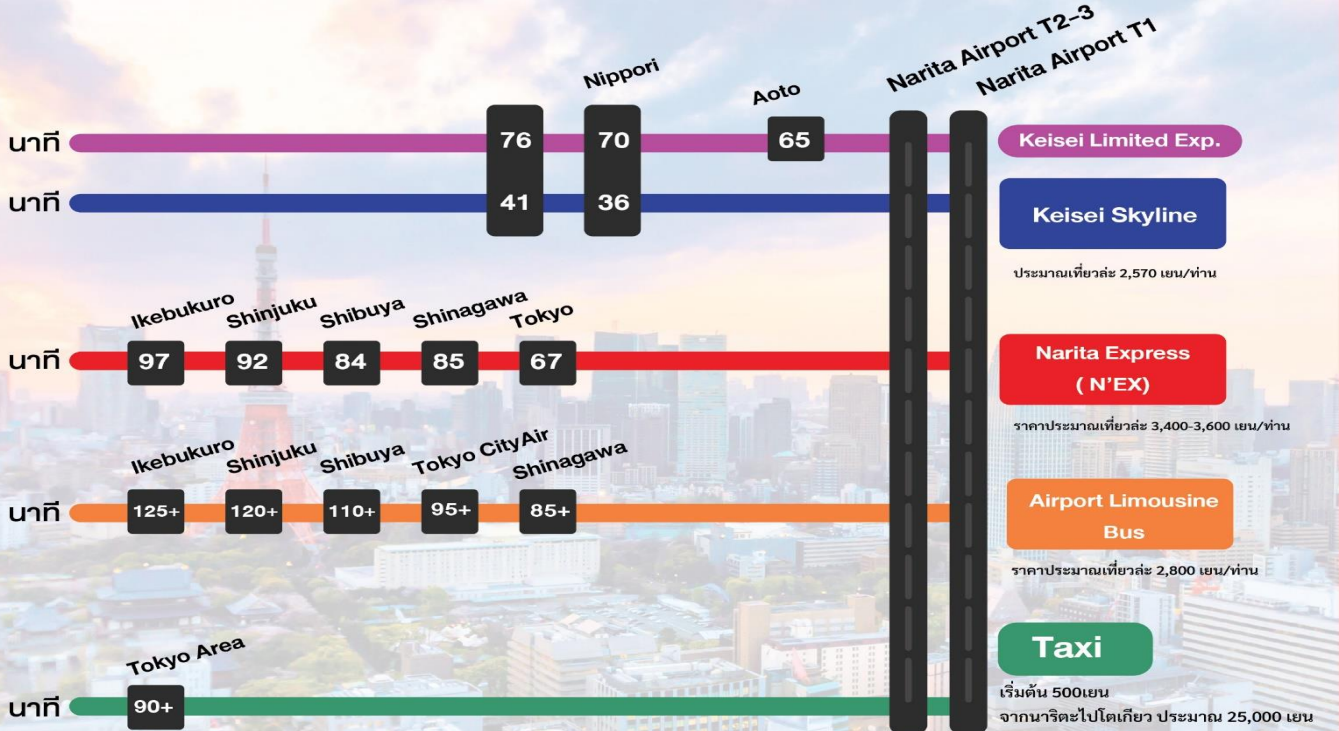 Narita Airport T2-3
Narita Airport T1
Nippori
Aoto
นาที
76
70
65
Keisei Limited Exp.
นาที
41
36
Keisei Skyline
ประมาณเที่ยวล่ะ 2,570 เยน/ท่าน
Ikebukuro
Shinjuku
Shibuya
Shinagawa
Tokyo
นาที
97
92
84
85
67
Narita Express
( N’EX)
ราคาประมาณเที่ยวล่ะ 3,400-3,600 เยน/ท่าน
Ikebukuro
Shinjuku
Shibuya
Tokyo CityAir
Shinagawa
นาที
125+
120+
110+
95+
85+
Airport Limousine
Bus
ราคาประมาณเที่ยวล่ะ 2,800 เยน/ท่าน
Tokyo Area
นาที
90+
Taxi
เริ่มต้น 500เยน
จากนาริตะไปโตเกียว ประมาณ 25,000 เยน